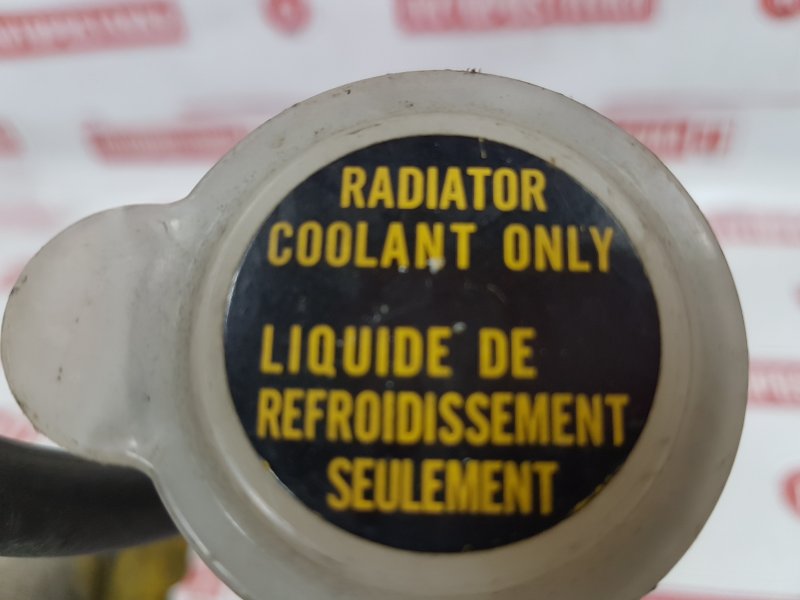 RADIATOR
COOLANT ONLY
LIQUIDE DE
REFROIDISSEMENT
SEULEMENT